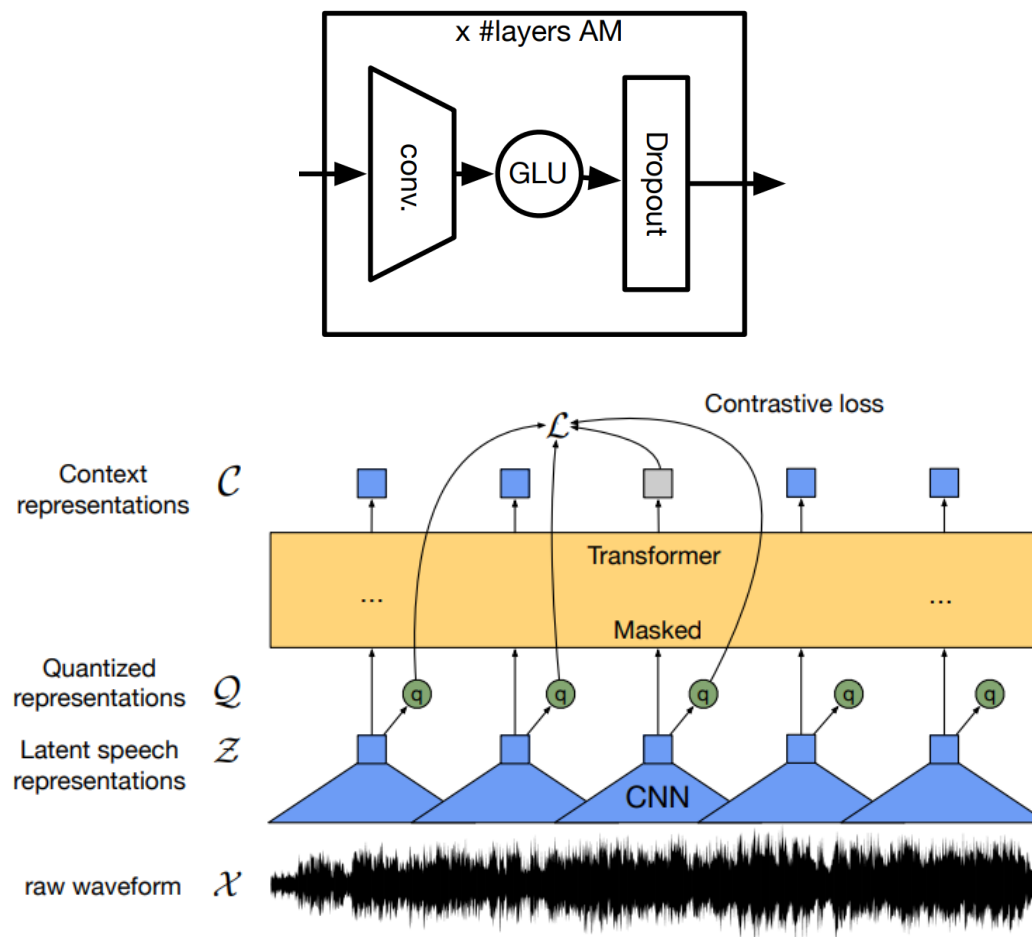 x #layers AM
conv.
GLU
Dropout
Contrastive loss
ℒ
Context
representations
𝒞
Transformer
...
...
Masked
Quantized
representations
𝒬
q
q
q
q
q
Latent speech
representations
𝒵
CNN
raw waveform
𝒳